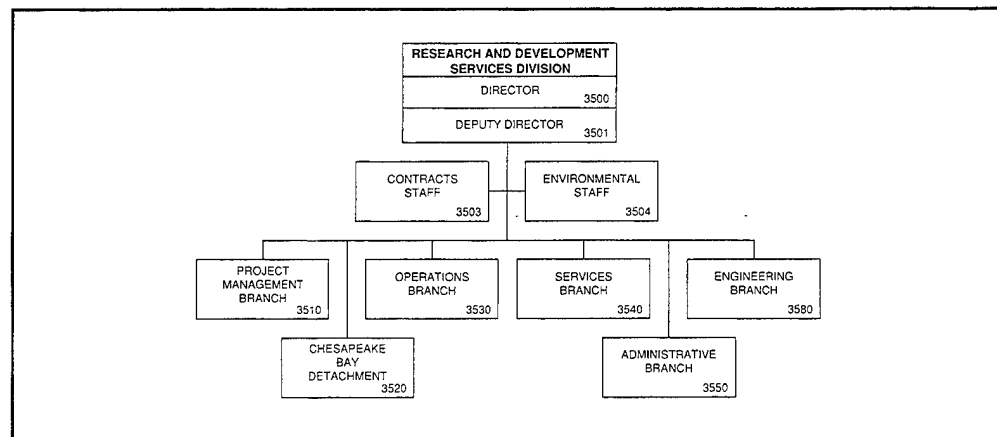 RESEARCH AND DEVELOPMENT
SERVICES DIVISION
DIRECTOR
3500
DEPUTY DIRECTOR
3501
CONTRACTS
STAFF
3503
ENVIRONMENTAL
STAFF
3504
PROJECT
MANAGEMENT
BRANCH
3510
OPERATIONS
BRANCH
3530
SERVICES
BRANCH
3540
ENGINEERING
BRANCH
3580
CHESAPEAKE
BAY
DETACHMENT
3520
ADMINISTRATIVE
BRANCH
3550